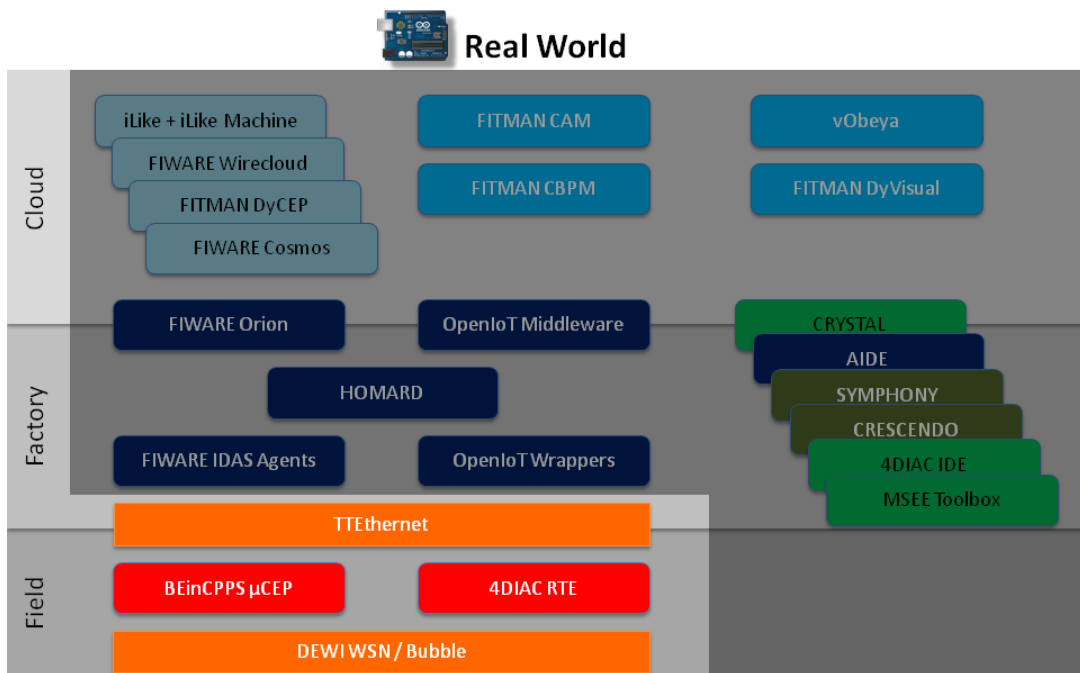 Real World
Cloud
iLike + iLike Machine
FIWARE Wirecloud
FITMAN DyCEP
FIWARE Cosmos
FITMAN CAM
FITMAN CBPM
vObeya
FITMAN DyVisual
FIWARE Orion
OpenIoT Middleware
Factory
HOMARD
FIWARE IDAS Agents
OpenIoT Wrappers
CRYSTAL
AIDE
SYMPHONY
CRESCENDO
4DIAC IDE
MSEE Toolbox
TTEthernet
Field
BEinCPPS µCEP
4DIAC RTE
DEWI WSN / Bubble